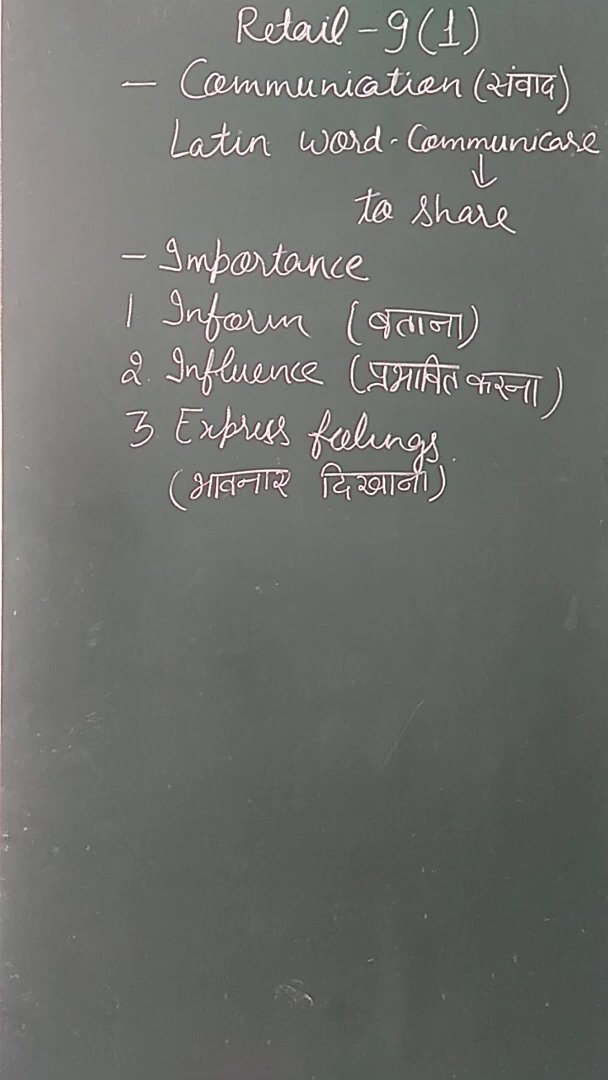 Retail - 9 (1)
- Communication (संवाद)
Latin word - Communicare
↓
to share
- Importance
1 Inform (बताना)
2. Influence (प्रभावित करना)
3 Express feelings.
(भावनाए दिखाना)